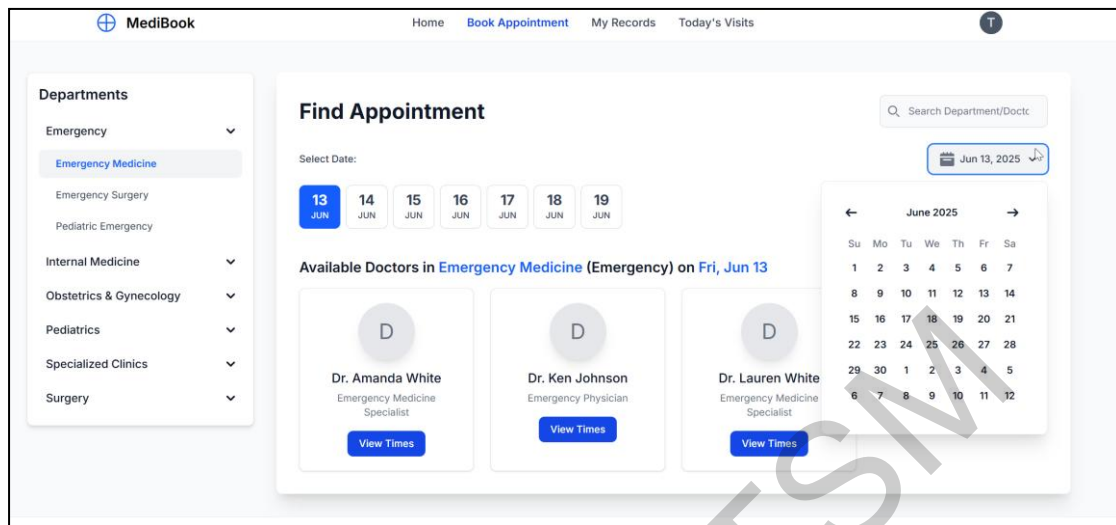 MediBook
Home Book Appointment My Records Today's Visits T
Departments
Emergency
Emergency Medicine
Emergency Surgery
Pediatric Emergency
Internal Medicine
Obstetrics & Gynecology
Pediatrics
Specialized Clinics
Surgery
Find Appointment
Search Department/Docto
Select Date:
Jun 13, 2025
13 14 15 16 17 18 19
JUN JUN JUN JUN JUN JUN JUN
June 2025
Su Mo Tu We Th Fr Sa
1 2 3 4 5 6 7
8 9 10 11 12 13 14
15 16 17 18 19 20 21
22 23 24 25 26 27 28
29 30 1 2 3 4 5
6 7 8 9 10 11 12
Available Doctors in Emergency Medicine (Emergency) on Fri, Jun 13
D
Dr. Amanda White
Emergency Medicine
Specialist
View Times
D
Dr. Ken Johnson
Emergency Physician
View Times
D
Dr. Lauren White
Emergency Medicine
Specialist
View Times